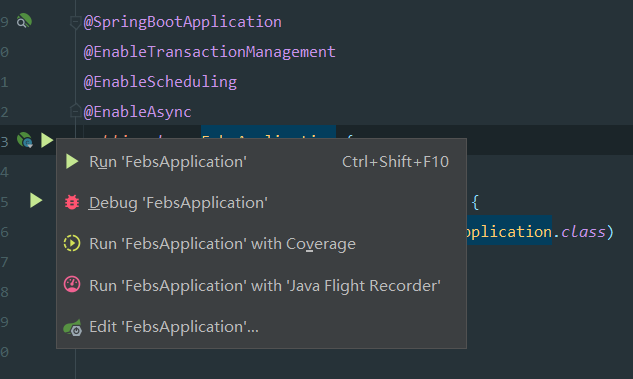 9 @SpringBootApplication
0 @EnableTransactionManagement
1 @EnableScheduling
2 @EnableAsync
3
Run 'FebsApplication' Ctrl+Shift+F10
4
Debug 'FebsApplication'
5 {
6 pplication.class)
Run 'FebsApplication' with Coverage
7
Run 'FebsApplication' with 'Java Flight Recorder'
8
Edit 'FebsApplication'...
9
0